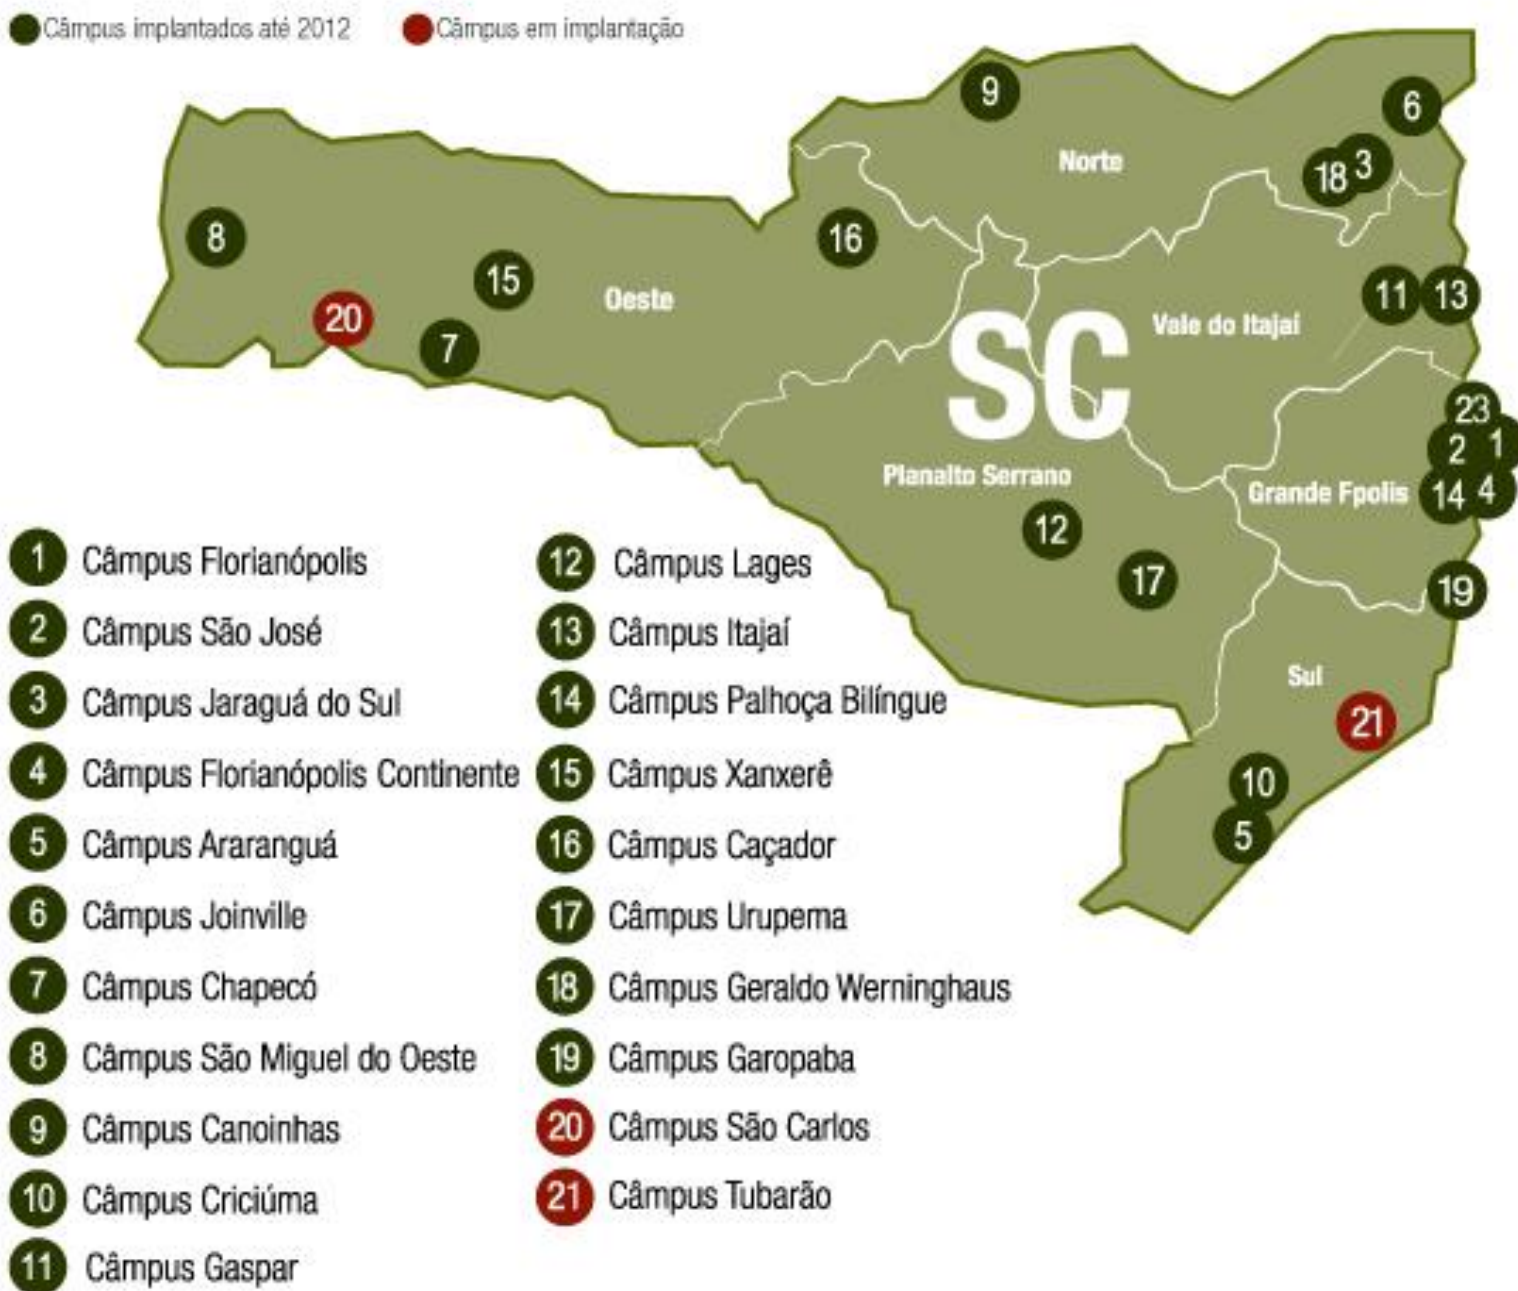 Câmpus implantados até 2012 Câmpus em implantação
9
6
Norte
18 3
8
16
15
Oeste
11 13
20
Vale do Itajaí
7
SC
23
2 1
Planalto Serrano
Grande Fpolis
14 4
12
17
19
Sul
21
10
5
1 Câmpus Florianópolis
2 Câmpus São José
3 Câmpus Jaraguá do Sul
4 Câmpus Florianópolis Continente
5 Câmpus Araranguá
6 Câmpus Joinville
7 Câmpus Chapecó
8 Câmpus São Miguel do Oeste
9 Câmpus Canoinhas
10 Câmpus Criciúma
11 Câmpus Gaspar
12 Câmpus Lages
13 Câmpus Itajaí
14 Câmpus Palhoça Bilíngue
15 Câmpus Xanxerê
16 Câmpus Caçador
17 Câmpus Urupema
18 Câmpus Geraldo Werninghaus
19 Câmpus Garopaba
20 Câmpus São Carlos
21 Câmpus Tubarão